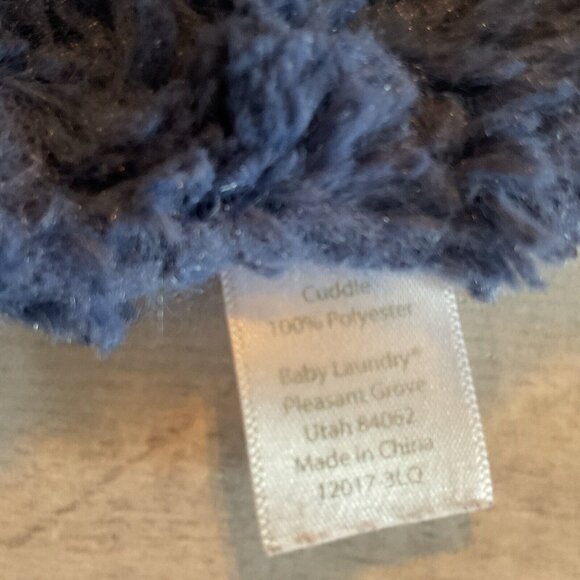 Cuddle
100% Polyester
Baby Laundry®
Pleasant Grove
Utah 84062
Made in China
12017-3LQ